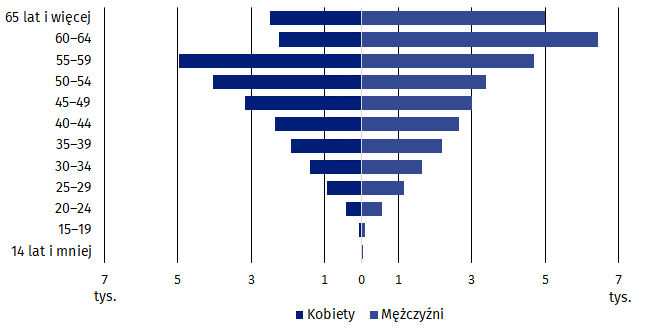 65 lat i więcej
60–64
55–59
50–54
45–49
40–44
35–39
30–34
25–29
20–24
15–19
14 lat i mniej
7 5 3 1 0 1 3 5 7
tys. tys.
Kobiety Mężczyźni